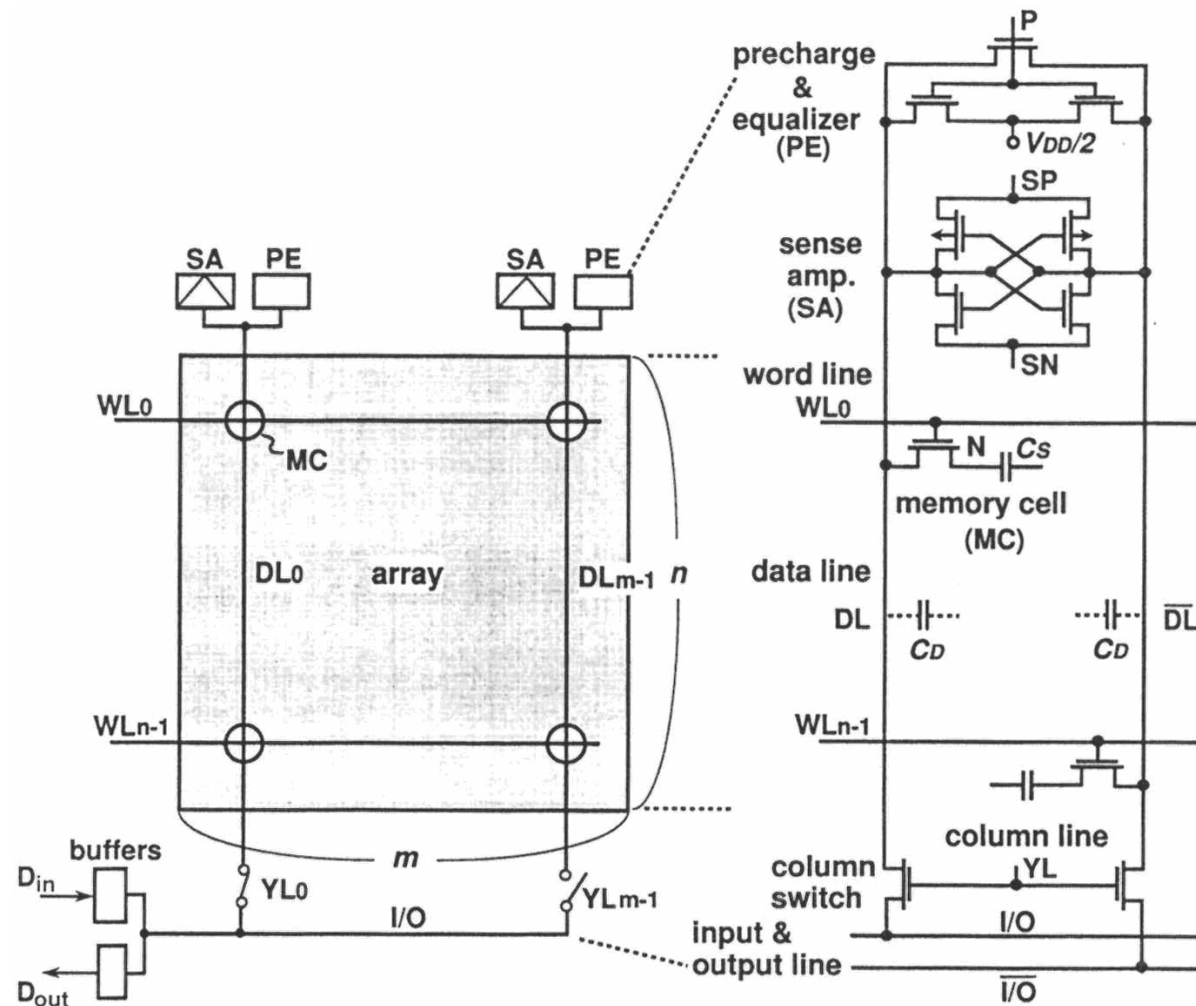 P
precharge
&
equalizer
(PE)
VDD/2
SP
SA PE SA PE
sense
amp.
(SA)
SN
word line
WL0
WL0
MC
N CS
memory cell
(MC)
DL0 array DLm-1 n
data line
DL CD CD D̅L̅
WLn-1
WLn-1
m
buffers
column line
Din
YL0 YLm-1
column
switch
YL
I/O
I/O
input &
output line
I̅/̅O̅
Dout